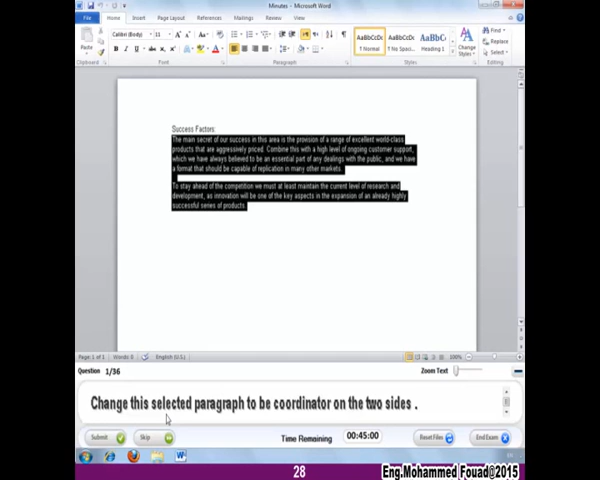 Minutes - Microsoft Word
File Home Insert Page Layout References Mailings Review View
Calibri (Body) 11
Paste
AaBbCcDc AaBbCcDc AaBbCc
¶ Normal ¶ No Spaci... Heading 1
Change Styles
Find
Replace
Select
Clipboard Font Paragraph Styles Editing
Success Factors:
The main secret of our success in this area is the provision of a range of excellent world-class
products that are aggressively priced. Combine this with a high level of ongoing customer support,
which we have always believed to be an essential part of any dealings with the public, and we have
a format that should be capable of replication in many other markets.
To stay ahead of the competition we must at least maintain the current level of research and
development, as innovation will be one of the key aspects in the expansion of an already highly
successful series of products.
Page: 1 of 1 Words: 0 English (U.S.) 100%
Question 1/36 Zoom Text
Change this selected paragraph to be coordinator on the two sides .
Submit Skip Time Remaining 00:45:00 Reset Files End Exam
EN
28
Eng.Mohammed Fouad@2015